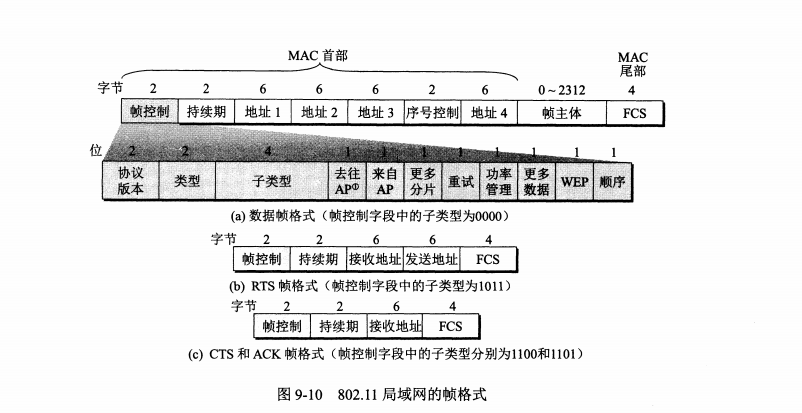 MAC 首部
MAC 尾部
字节 2 2 6 6 6 2 6 0～2312 4
帧控制 持续期 地址 1 地址 2 地址 3 序号控制 地址 4 帧主体 FCS
位 2 2 4 1 1 1 1 1 1 1 1
协议版本 类型 子类型 去往AP① 来自AP 更多分片 重试 功率管理 更多数据 WEP 顺序
(a) 数据帧格式（帧控制字段中的子类型为0000）
字节 2 2 6 6 4
帧控制 持续期 接收地址 发送地址 FCS
(b) RTS 帧格式（帧控制字段中的子类型为1011）
字节 2 2 6 4
帧控制 持续期 接收地址 FCS
(c) CTS 和 ACK 帧格式（帧控制字段中的子类型分别为1100和1101）
图 9-10 802.11 局域网的帧格式